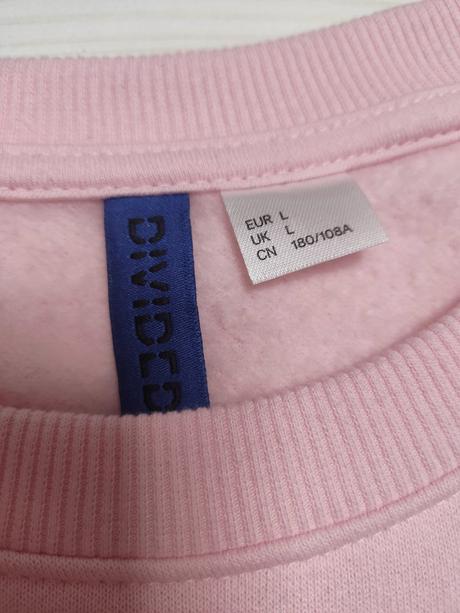 DIVIDED
EUR L
UK L
CN 180/108A